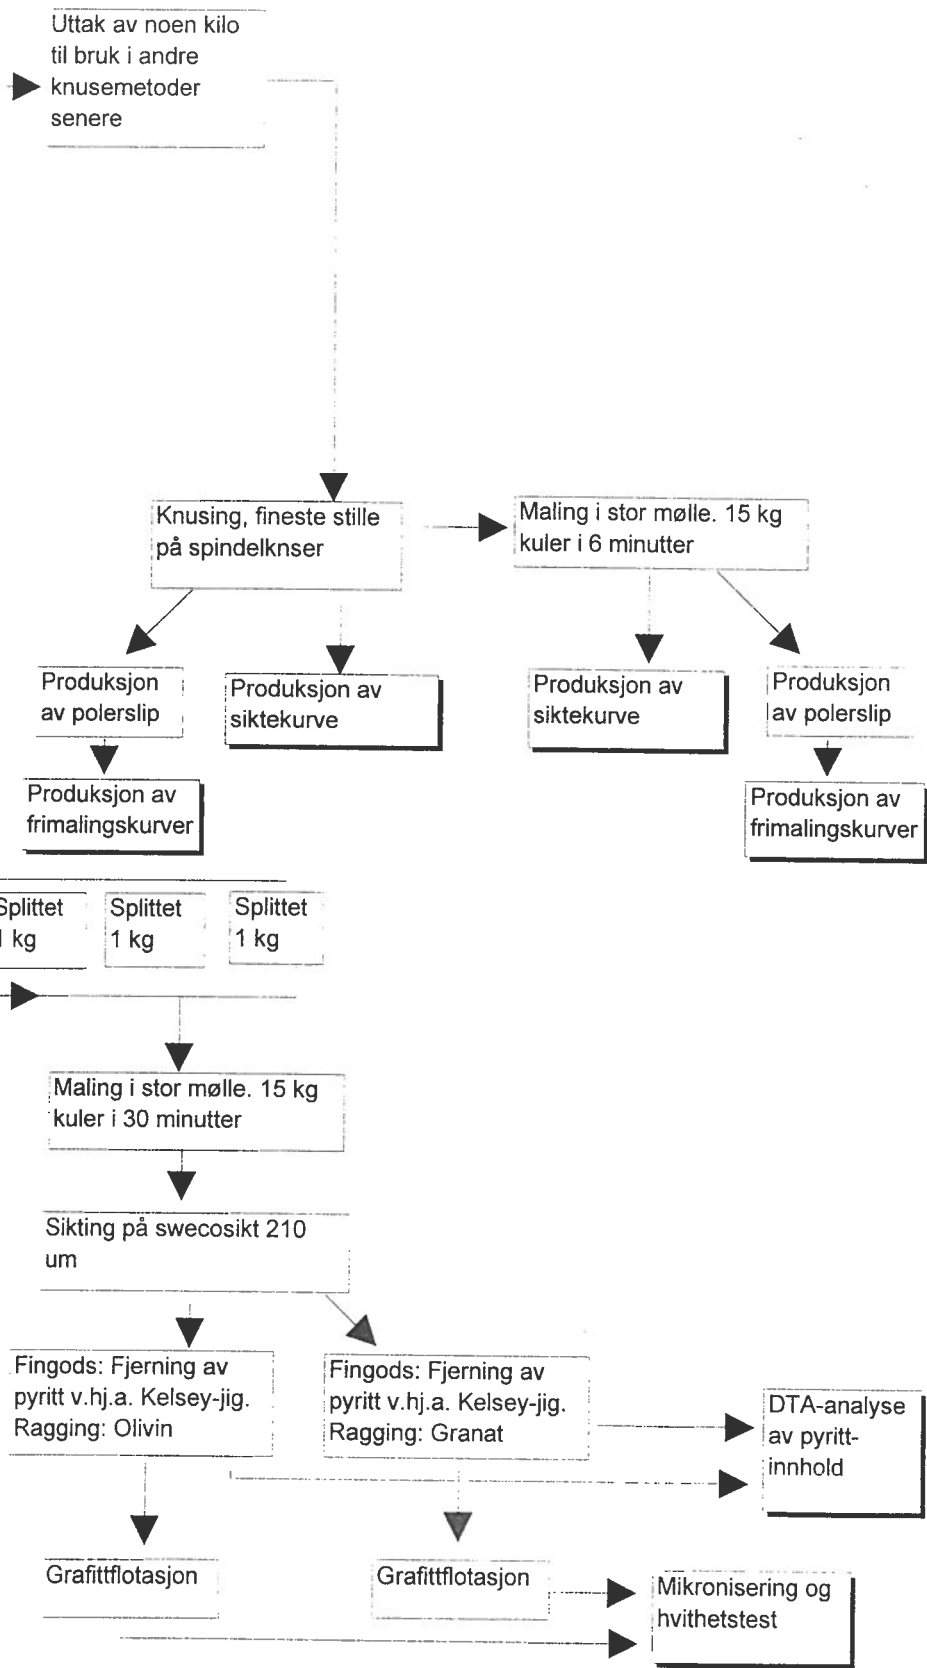 Uttak av noen kilo
til bruk i andre
knusemetoder
senere
Knusing, fineste stille
på spindelknser
Maling i stor mølle. 15 kg
kuler i 6 minutter
Produksjon
av polerslip
Produksjon av
siktekurve
Produksjon av
siktekurve
Produksjon
av polerslip
Produksjon av
frimalingskurver
Produksjon av
frimalingskurver
Splittet
1 kg
Splittet
1 kg
Splittet
1 kg
Maling i stor mølle. 15 kg
kuler i 30 minutter
Sikting på swecosikt 210
um
Fingods: Fjerning av
pyritt v.hj.a. Kelsey-jig.
Ragging: Olivin
Fingods: Fjerning av
pyritt v.hj.a. Kelsey-jig.
Ragging: Granat
DTA-analyse
av pyritt-
innhold
Grafittflotasjon
Grafittflotasjon
Mikronisering og
hvithetstest